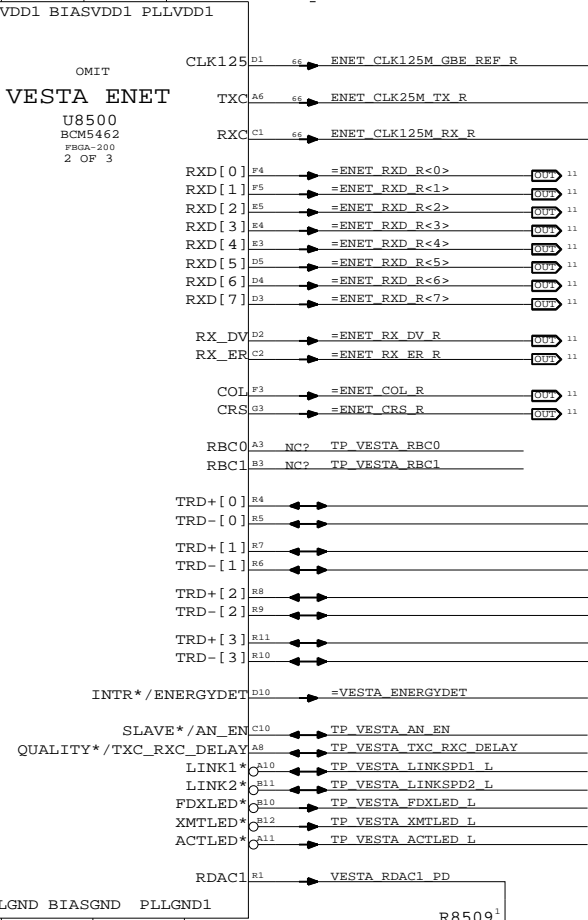 VDD1 BIASVDD1 PLLVDD1
OMIT
VESTA ENET
U8500
BCM5462
FBGA-200
2 OF 3
CLK125 D1 66 ENET_CLK125M_GBE_REF_R
TXC A6 66 ENET_CLK25M_TX_R
RXC C1 66 ENET_CLK125M_RX_R
RXD[0] F4 =ENET_RXD_R<0> OUT 11
RXD[1] F5 =ENET_RXD_R<1> OUT 11
RXD[2] E5 =ENET_RXD_R<2> OUT 11
RXD[3] E4 =ENET_RXD_R<3> OUT 11
RXD[4] E3 =ENET_RXD_R<4> OUT 11
RXD[5] D5 =ENET_RXD_R<5> OUT 11
RXD[6] D4 =ENET_RXD_R<6> OUT 11
RXD[7] D3 =ENET_RXD_R<7> OUT 11
RX_DV D2 =ENET_RX_DV_R OUT 11
RX_ER C2 =ENET_RX_ER_R OUT 11
COL F3 =ENET_COL_R OUT 11
CRS G3 =ENET_CRS_R OUT 11
RBC0 A3 NC? TP_VESTA_RBC0
RBC1 B3 NC? TP_VESTA_RBC1
TRD+[0] R4
TRD-[0] R5
TRD+[1] R7
TRD-[1] R6
TRD+[2] R8
TRD-[2] R9
TRD+[3] R11
TRD-[3] R10
INTR*/ENERGYDET D10 =VESTA_ENERGYDET
SLAVE*/AN_EN C10 TP_VESTA_AN_EN
QUALITY*/TXC_RXC_DELAY A8 TP_VESTA_TXC_RXC_DELAY
LINK1* A10 TP_VESTA_LINKSPD1_L
LINK2* B11 TP_VESTA_LINKSPD2_L
FDXLED* B10 TP_VESTA_FDXLED_L
XMTLED* B12 TP_VESTA_XMTLED_L
ACTLED* A11 TP_VESTA_ACTLED_L
RDAC1 R1 VESTA_RDAC1_PD
LGND BIASGND PLLGND1
R8509 1